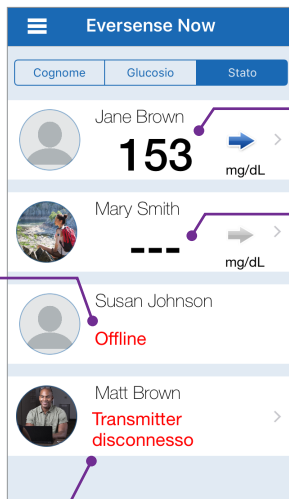 Eversense Now
Cognome Glucosio Stato
Jane Brown
153
mg/dL
Mary Smith
---
mg/dL
Susan Johnson
Offline
Matt Brown
Transmitter
disconnesso